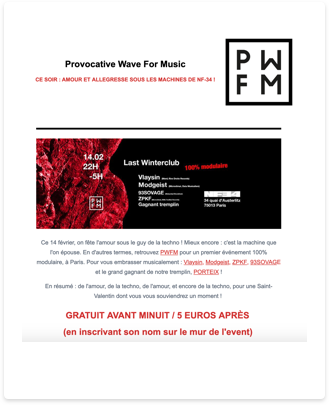 Provocative Wave For Music
CE SOIR : AMOUR ET ALLEGRESSE SOUS LES MACHINES DE NF-34 !
PW
FM
14.02
22H
-5H
PW
FM
Last Winterclub
100% modulaire
Vlaysin
Modgeist
93SOVAGE
ZPKF
Gagnant tremplin
34 quai d'Austerlitz
75013 Paris
Ce 14 février, on fête l'amour sous le guy de la techno ! Mieux encore : c'est la machine que
l'on épouse. En d'autres termes, retrouvez PWFM pour un premier évènement 100%
modulaire, à Paris. Pour vous embrasser musicalement : Vlaysin, Modgeist, ZPKF, 93SOVAGE
et le grand gagnant de notre tremplin, PORTEIX !
En résumé : de l'amour, de la techno, de l'amour, et encore de la techno, pour une Saint-
Valentin dont vous vous souviendrez un moment !
GRATUIT AVANT MINUIT / 5 EUROS APRÈS
(en inscrivant son nom sur le mur de l'event)